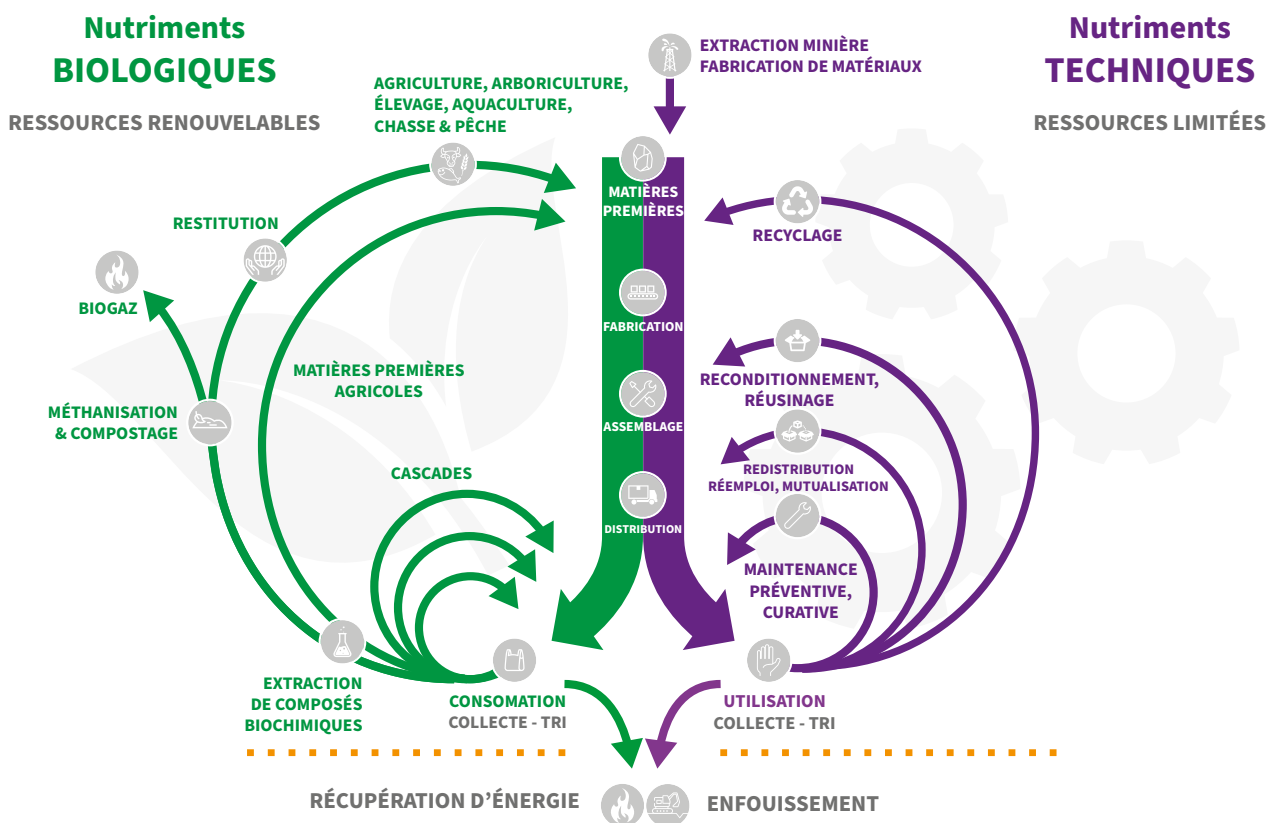 Nutriments
BIOLOGIQUES
RESSOURCES RENOUVELABLES
Nutriments
TECHNIQUES
RESSOURCES LIMITÉES
EXTRACTION MINIÈRE
FABRICATION DE MATÉRIAUX
AGRICULTURE, ARBORICULTURE,
ÉLEVAGE, AQUACULTURE,
CHASSE & PÊCHE
MATIÈRES
PREMIÈRES
RESTITUTION
RECYCLAGE
BIOGAZ
FABRICATION
MATIÈRES PREMIÈRES
AGRICOLES
RECONDITIONNEMENT,
RÉUSINAGE
MÉTHANISATION
& COMPOSTAGE
ASSEMBLAGE
CASCADES
REDISTRIBUTION
RÉEMPLOI, MUTUALISATION
DISTRIBUTION
MAINTENANCE
PRÉVENTIVE,
CURATIVE
EXTRACTION
DE COMPOSÉS
BIOCHIMIQUES
CONSOMATION
COLLECTE - TRI
UTILISATION
COLLECTE - TRI
RÉCUPÉRATION D'ÉNERGIE
ENFOUISSEMENT